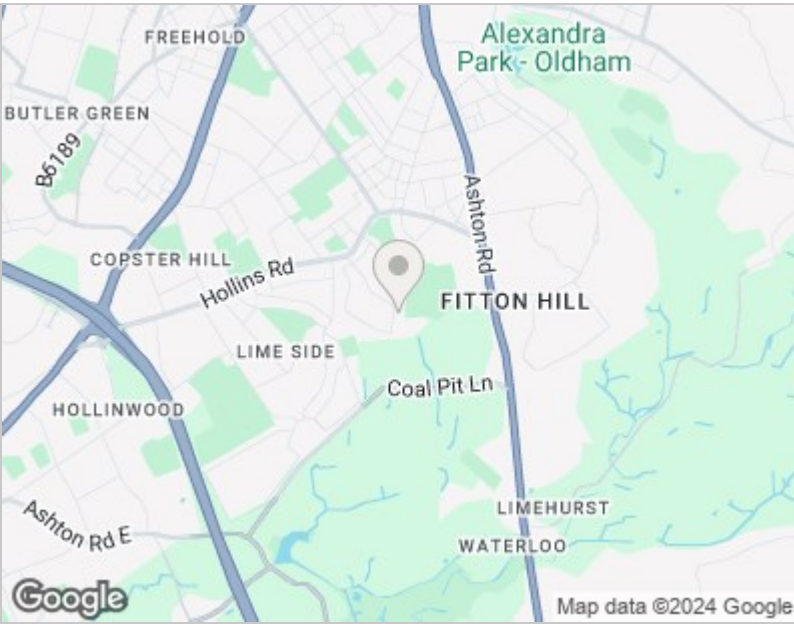 FREEHOLD
Alexandra
Park - Oldham
BUTLER GREEN
B6189
Ashton Rd
COPSTER HILL
Hollins Rd
FITTON HILL
LIME SIDE
Coal Pit Ln
HOLLINWOOD
LIMEHURST
Ashton Rd E
WATERLOO
Google
Map data ©2024 Google